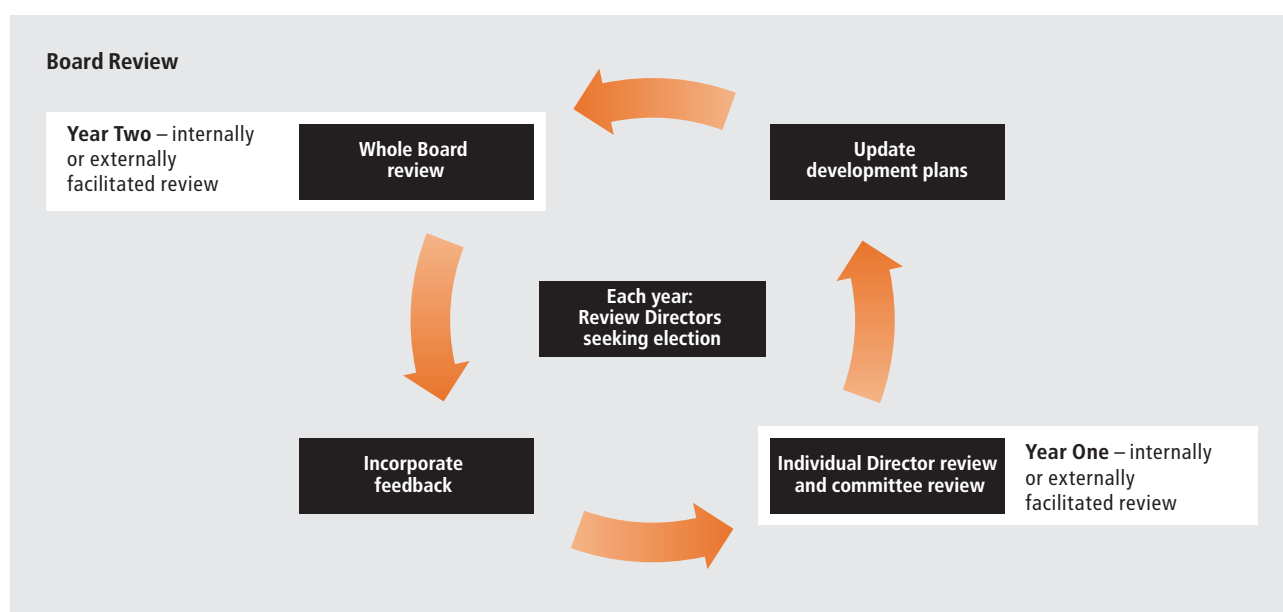 Board Review
Year Two – internally
or externally
facilitated review
Whole Board
review
Update
development plans
Each year:
Review Directors
seeking election
Incorporate
feedback
Individual Director review
and committee review
Year One – internally
or externally
facilitated review